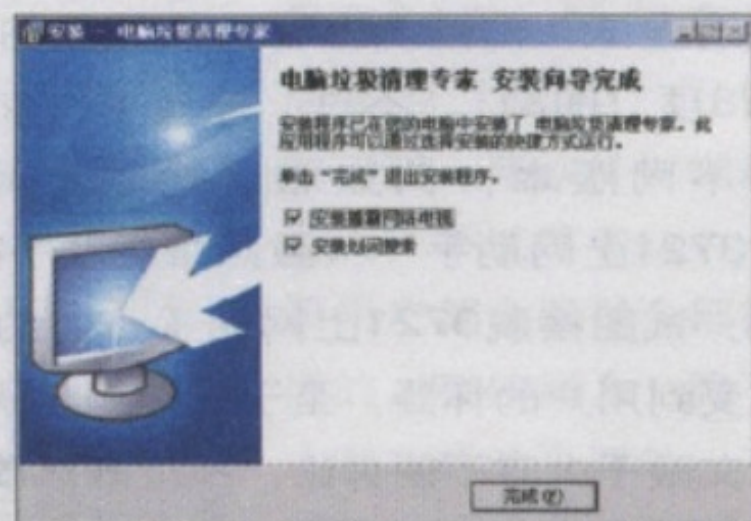 安装 - 电脑垃圾清理专家
电脑垃圾清理专家 安装向导完成
安装程序已在您的电脑中安装了 电脑垃圾清理专家。此
应用程序可以通过选择安装的快捷方式运行。
单击“完成”退出安装程序。
安装播霸网络电视
安装划词搜索
完成(F)